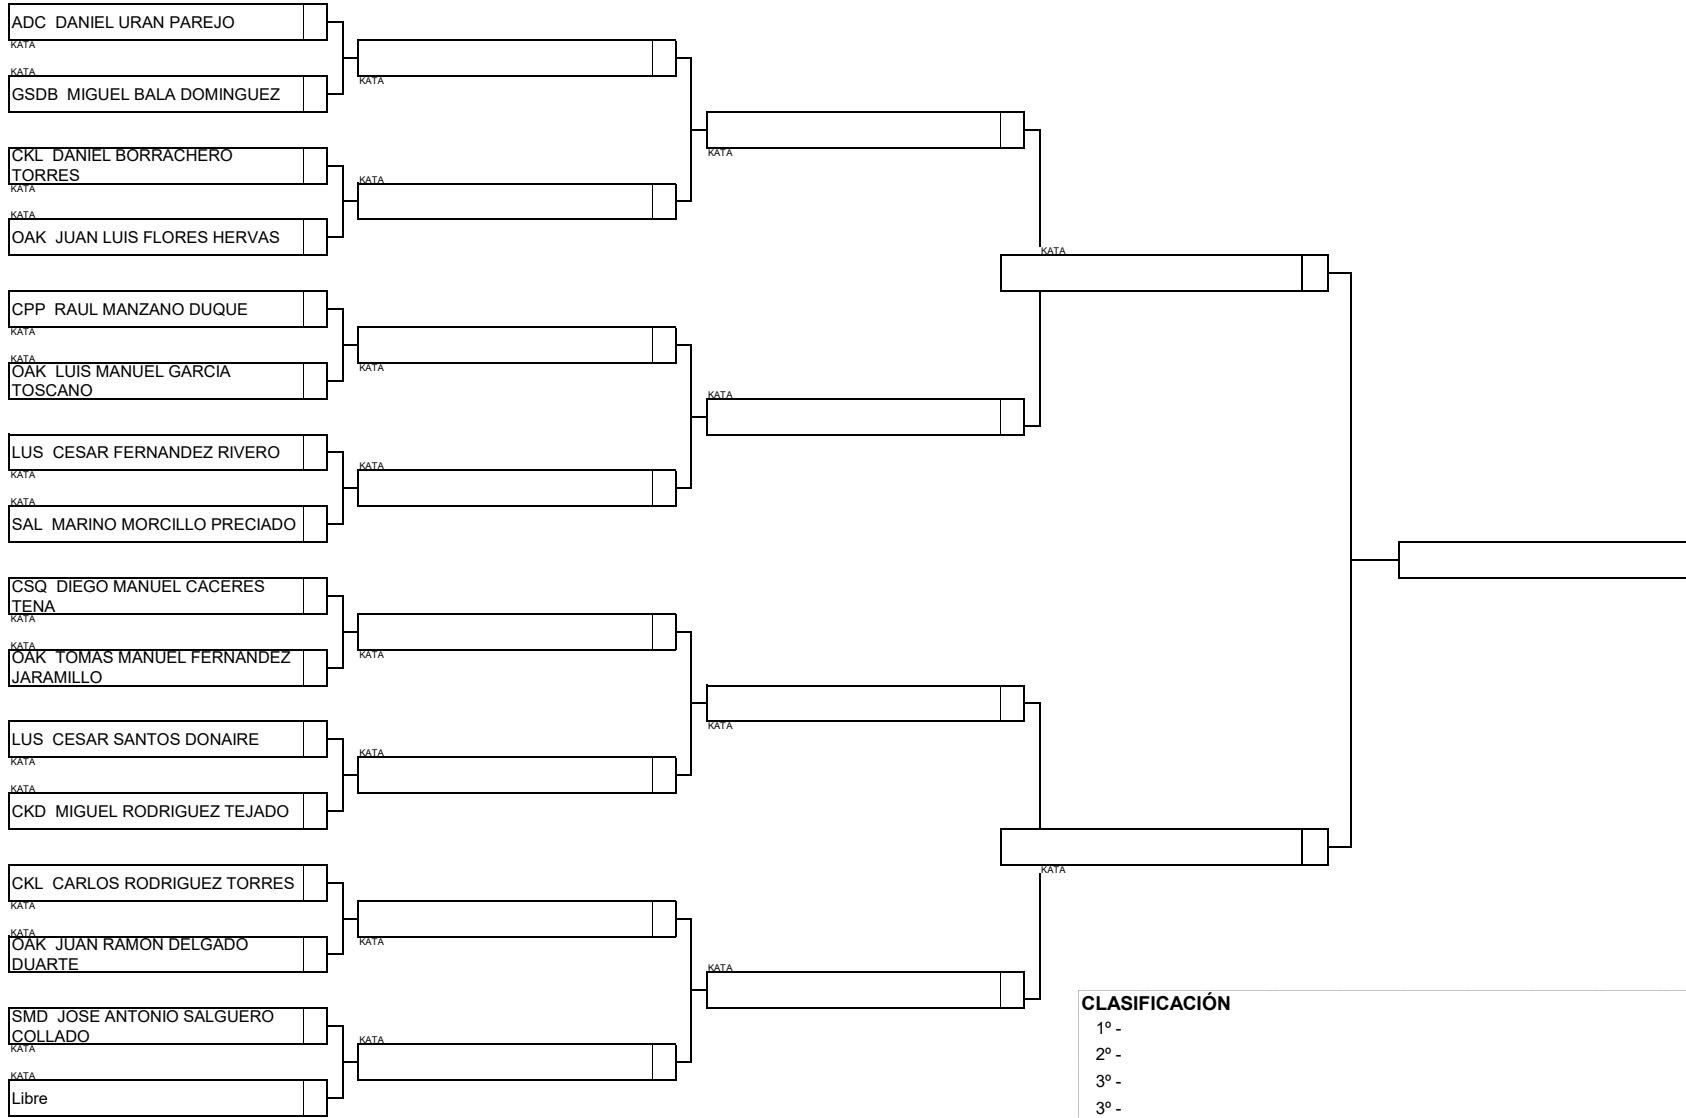 ADC DANIEL URAN PAREJO
KATA
KATA
GSDB MIGUEL BALA DOMINGUEZ
CKL DANIEL BORRACHERO
TORRES
KATA
KATA
OAK JUAN LUIS FLORES HERVAS
CPP RAUL MANZANO DUQUE
KATA
KATA
OAK LUIS MANUEL GARCIA
TOSCANO
LUS CESAR FERNANDEZ RIVERO
KATA
KATA
SAL MARINO MORCILLO PRECIADO
CSQ DIEGO MANUEL CACERES
TENA
KATA
KATA
OAK TOMAS MANUEL FERNANDEZ
JARAMILLO
LUS CESAR SANTOS DONAIRE
KATA
KATA
CKD MIGUEL RODRIGUEZ TEJADO
CKL CARLOS RODRIGUEZ TORRES
KATA
KATA
OAK JUAN RAMON DELGADO
DUARTE
SMD JOSE ANTONIO SALGUERO
COLLADO
KATA
KATA
Libre
KATA
KATA
KATA
KATA
KATA
KATA
KATA
KATA
KATA
KATA
KATA
KATA
KATA
KATA
CLASIFICACIÓN
1º -
2º -
3º -
3º -